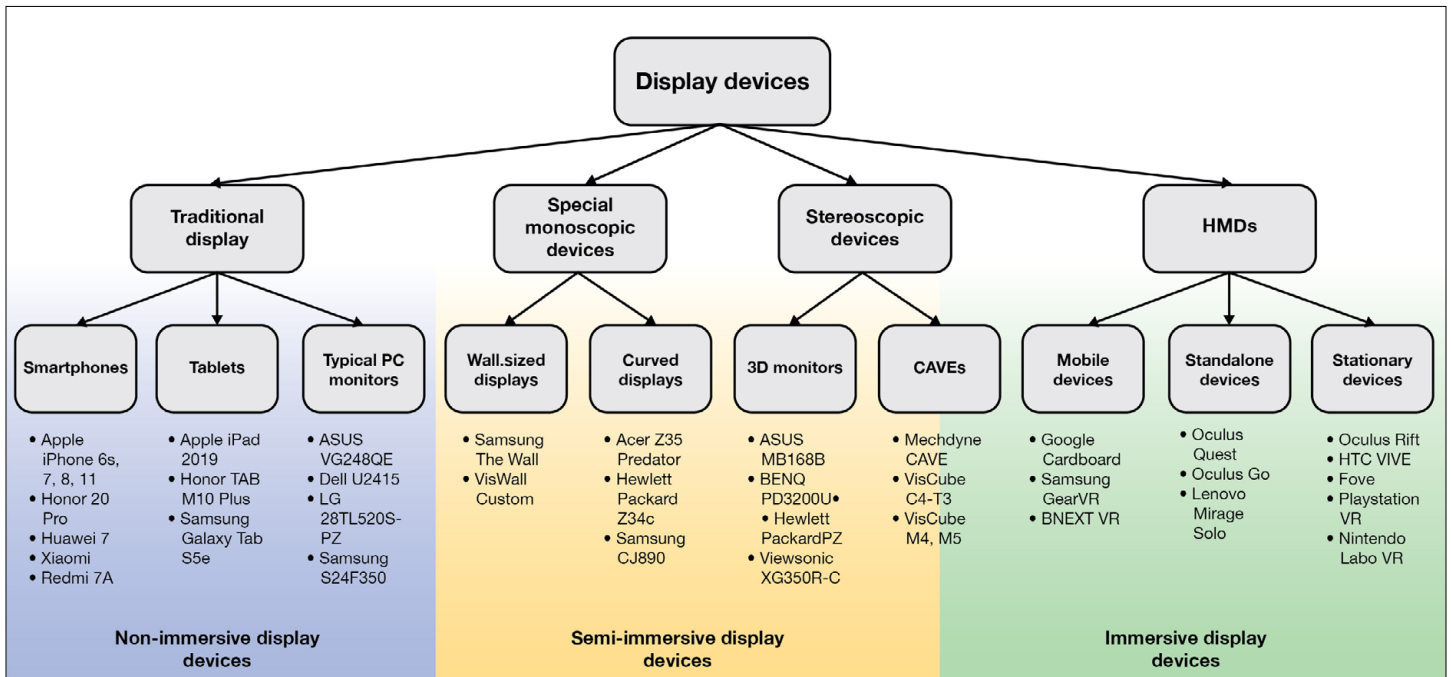 Display devices
Traditional
display
Special
monoscopic
devices
Stereoscopic
devices
HMDs
Smartphones
Tablets
Typical PC
monitors
Wall.sized
displays
Curved
displays
3D monitors
CAVEs
Mobile
devices
Standalone
devices
Stationary
devices
• Apple
iPhone 6s,
7, 8, 11
• Honor 20
Pro
• Huawei 7
• Xiaomi
• Redmi 7A
• Apple iPad
2019
• Honor TAB
M10 Plus
• Samsung
Galaxy Tab
S5e
• ASUS
VG248QE
• Dell U2415
• LG
28TL520S-
PZ
• Samsung
S24F350
• Samsung
The Wall
• VisWall
Custom
• Acer Z35
Predator
• Hewlett
Packard
Z34c
• Samsung
CJ890
• ASUS
MB168B
• BENQ
PD3200U•
• Hewlett
PackardPZ
• Viewsonic
XG350R-C
• Mechdyne
CAVE
• VisCube
C4-T3
• VisCube
M4, M5
• Google
Cardboard
• Samsung
GearVR
• BNEXT VR
• Oculus
Quest
• Oculus Go
• Lenovo
Mirage
Solo
• Oculus Rift
• HTC VIVE
• Fove
• Playstation
VR
• Nintendo
Labo VR
Non-immersive display
devices
Semi-immersive display
devices
Immersive display
devices